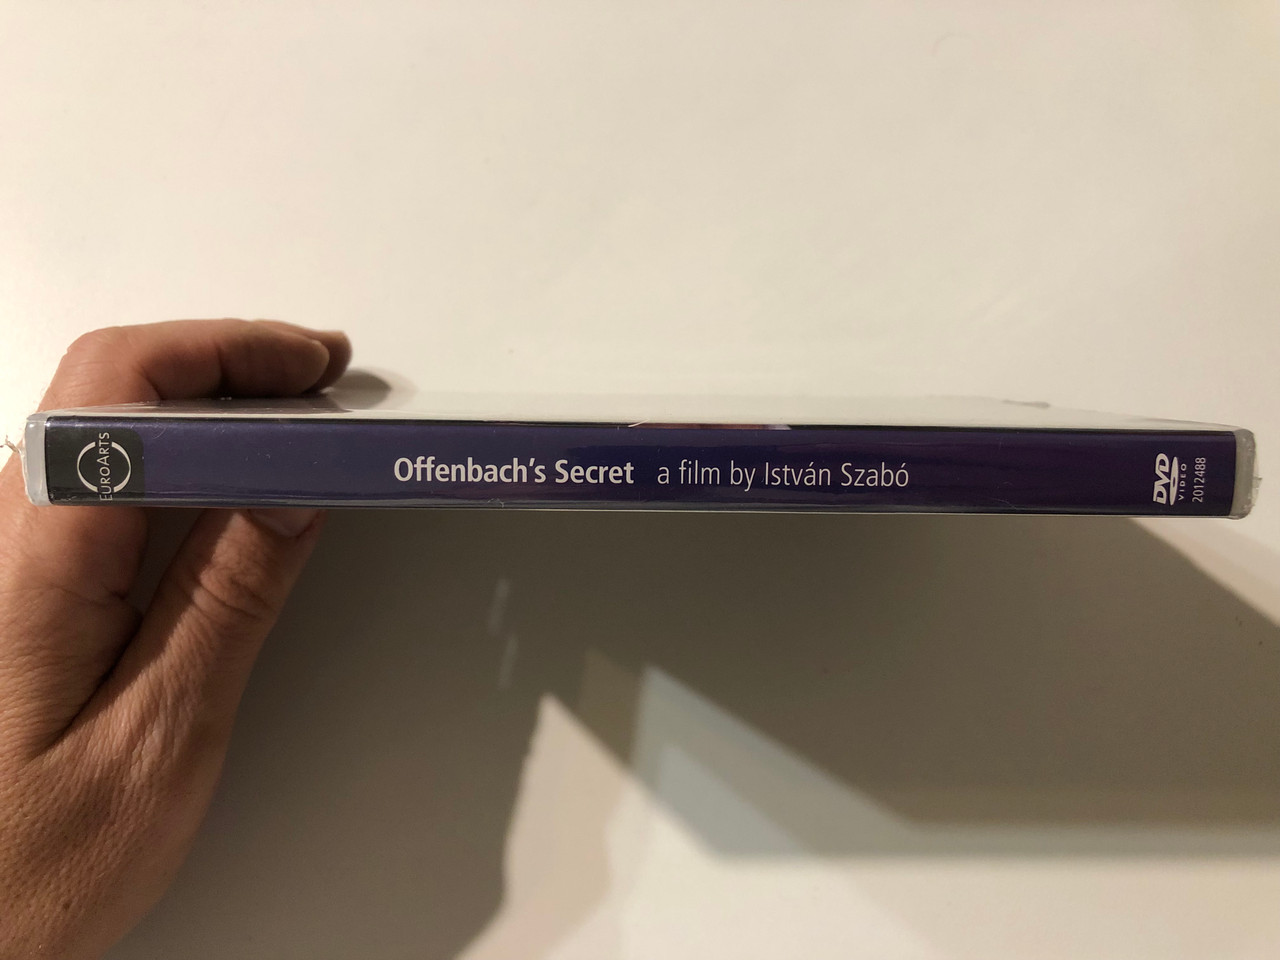 EUROARTS
Offenbach's Secret a film by István Szabó
DVD
VIDEO
2012488